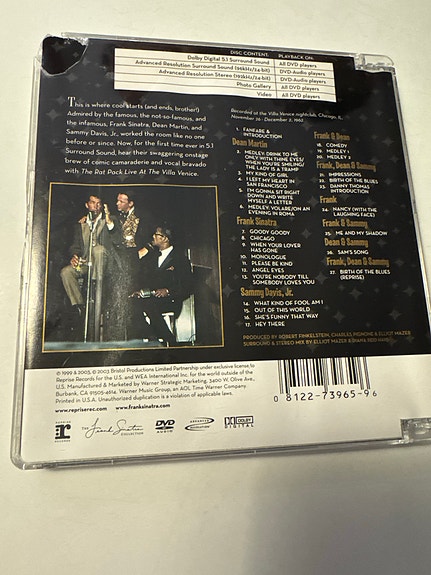 DISC CONTENT: PLAYBACK ON:
Dolby Digital 5.1 Surround Sound All DVD players
Advanced Resolution Surround Sound (96kHz/24-bit) DVD-Audio players
Advanced Resolution Stereo (192kHz/24-bit) DVD-Audio players
Photo Gallery All DVD players
Video All DVD players
This is where cool starts (and ends, brother!)
Admired by the famous, the not-so-famous, and
the infamous, Frank Sinatra, Dean Martin, and
Sammy Davis, Jr., worked the room like no one
before or since. Now, for the first time ever in 5.1
Surround Sound, hear their swaggering onstage
brew of comic camaraderie and vocal bravado
with The Rat Pack Live At The Villa Venice.
Recorded at the Villa Venice nightclub, Chicago, IL,
November 26 - December 2, 1962
1. FANFARE &
INTRODUCTION
Dean Martin
2. MEDLEY: DRINK TO ME
ONLY WITH THINE EYES/
WHEN YOU'RE SMILING/
THE LADY IS A TRAMP
3. MY KIND OF GIRL
4. I LEFT MY HEART IN
SAN FRANCISCO
5. I'M GONNA SIT RIGHT
DOWN AND WRITE
MYSELF A LETTER
6. MEDLEY: VOLARE/ON AN
EVENING IN ROMA
Frank Sinatra
7. GOODY GOODY
8. CHICAGO
9. WHEN YOUR LOVER
HAS GONE
10. MONOLOGUE
11. PLEASE BE KIND
12. ANGEL EYES
13. YOU'RE NOBODY TILL
SOMEBODY LOVES YOU
Sammy Davis, Jr.
14. WHAT KIND OF FOOL AM I
15. OUT OF THIS WORLD
16. SHE'S FUNNY THAT WAY
17. HEY THERE
Frank & Dean
18. COMEDY
19. MEDLEY 1
20. MEDLEY 2
Frank, Dean & Sammy
21. IMPRESSIONS
22. BIRTH OF THE BLUES
23. DANNY THOMAS
INTRODUCTION
Frank
24. NANCY (WITH THE
LAUGHING FACE)
Frank & Sammy
25. ME AND MY SHADOW
Dean & Sammy
26. SAM'S SONG
Frank, Dean & Sammy
27. BIRTH OF THE BLUES
(REPRISE)
PRODUCED BY ROBERT FINKELSTEIN, CHARLES PIGNONE & ELLIOT MAZER
SURROUND & STEREO MIX BY ELLIOT MAZER
℗ 1999 & 2003, © 2003 Bristol Productions Limited Partnership under exclusive license to
Reprise Records for the U.S. and WEA International Inc. for the world outside of the
U.S. Manufactured & Marketed by Warner Strategic Marketing, 3400 W. Olive Ave.,
Burbank, CA 91505-4614. Warner Music Group, an AOL Time Warner Company.
Printed in U.S.A. Unauthorized duplication is a violation of applicable laws.
www.repriserec.com www.franksinatra.com
0 8122-73965-9 6
REPRISE
RECORDS
THE Frank Sinatra COLLECTION
DVD
AUDIO
ADVANCED
RESOLUTION
DOLBY
DIGITAL